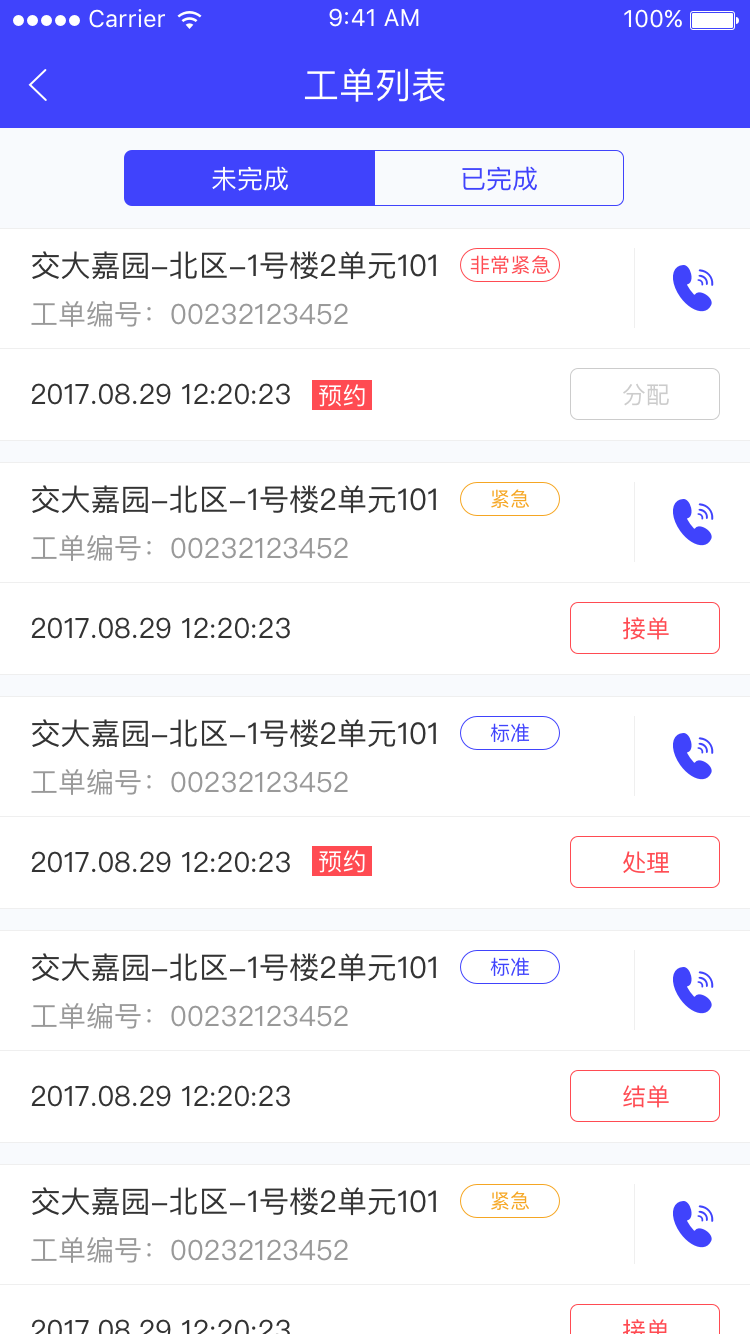 Carrier 9:41 AM 100%
工单列表
未完成 已完成
交大嘉园-北区-1号楼2单元101 非常紧急
工单编号：00232123452
2017.08.29 12:20:23 预约 分配
交大嘉园-北区-1号楼2单元101 紧急
工单编号：00232123452
2017.08.29 12:20:23 接单
交大嘉园-北区-1号楼2单元101 标准
工单编号：00232123452
2017.08.29 12:20:23 预约 处理
交大嘉园-北区-1号楼2单元101 标准
工单编号：00232123452
2017.08.29 12:20:23 结单
交大嘉园-北区-1号楼2单元101 紧急
工单编号：00232123452
2017.08.29 12:20:23 接单